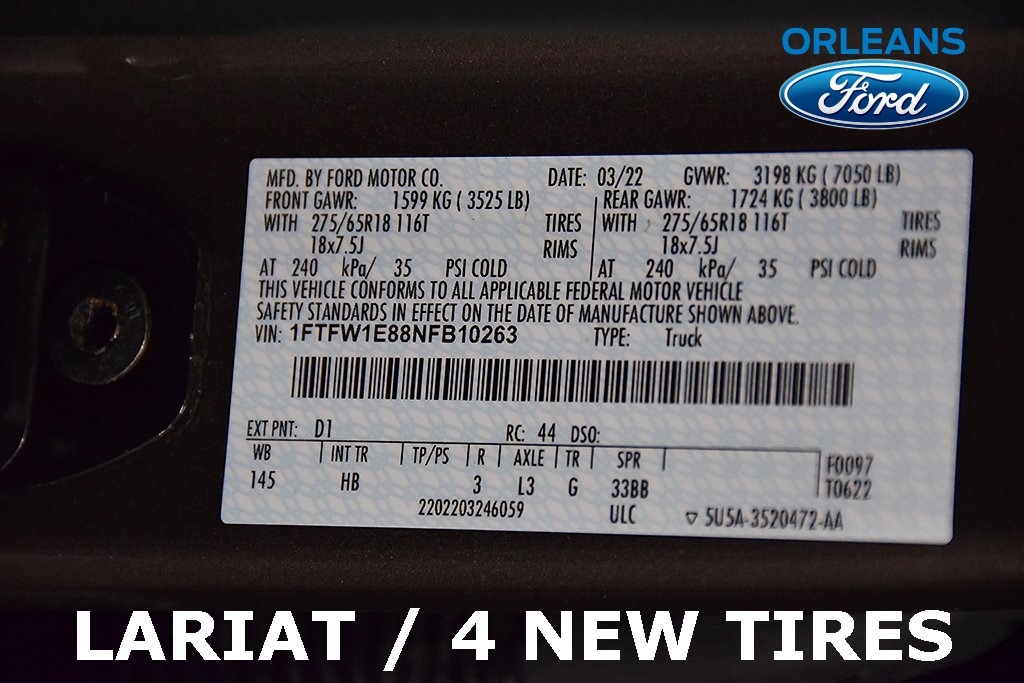 ORLEANS
Ford
MFD. BY FORD MOTOR CO. DATE: 03/22 GVWR: 3198 KG ( 7050 LB)
FRONT GAWR: 1599 KG ( 3525 LB) REAR GAWR: 1724 KG ( 3800 LB)
WITH 275/65R18 116T TIRES WITH 275/65R18 116T TIRES
18x7.5J RIMS 18x7.5J RIMS
AT 240 kPa/ 35 PSI COLD AT 240 kPa/ 35 PSI COLD
THIS VEHICLE CONFORMS TO ALL APPLICABLE FEDERAL MOTOR VEHICLE
SAFETY STANDARDS IN EFFECT ON THE DATE OF MANUFACTURE SHOWN ABOVE.
VIN: 1FTFW1E88NFB10263 TYPE: Truck
EXT PNT: D1 RC: 44 DSO:
WB INT TR TP/PS R AXLE TR SPR F0097
145 HB 3 L3 G 33BB T0622
2202203246059 ULC ▽ 5U5A-3520472-AA
LARIAT / 4 NEW TIRES